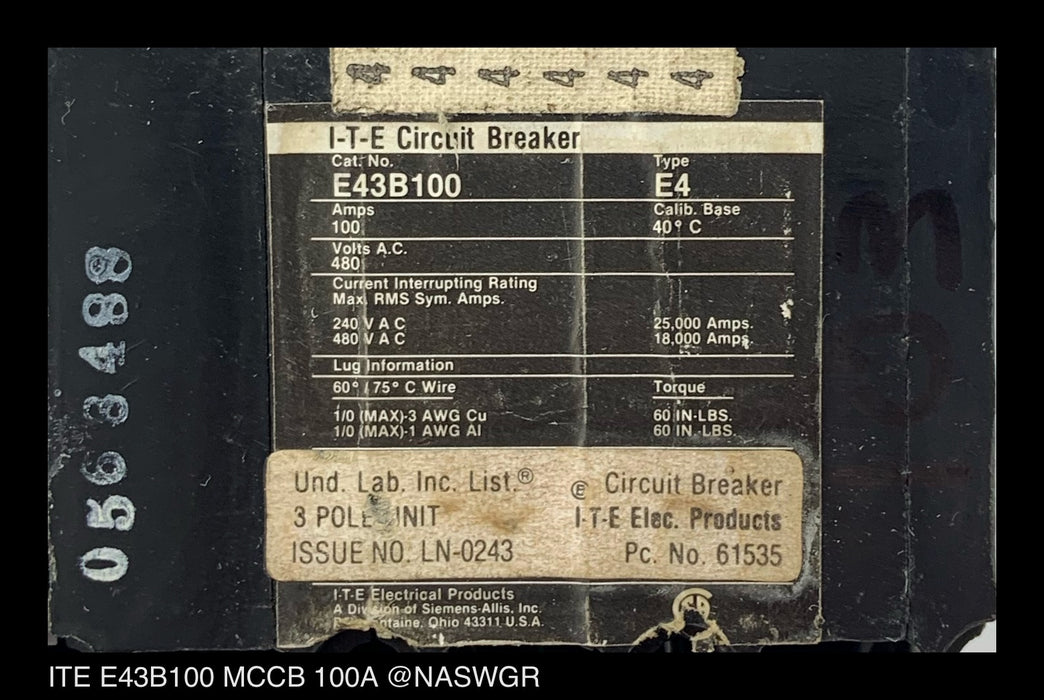 4 4 4 4 4 4
I-T-E Circuit Breaker
Cat. No. Type
E43B100 E4
Amps Calib. Base
100 40° C
Volts A.C.
480
Current Interrupting Rating
Max. RMS Sym. Amps.
240 V A C 25,000 Amps.
480 V A C 18,000 Amps.
Lug Information
60° / 75° C Wire Torque
1/0 (MAX)-3 AWG Cu 60 IN-LBS.
1/0 (MAX)-1 AWG Al 60 IN-LBS.
Und. Lab. Inc. List.® Ⓔ Circuit Breaker
3 POLE UNIT I-T-E Elec. Products
ISSUE NO. LN-0243 Pc. No. 61535
I-T-E Electrical Products
A Division of Siemens-Allis, Inc.
Ohio 43311 U.S.A.
0563488
ITE E43B100 MCCB 100A @NASWGR